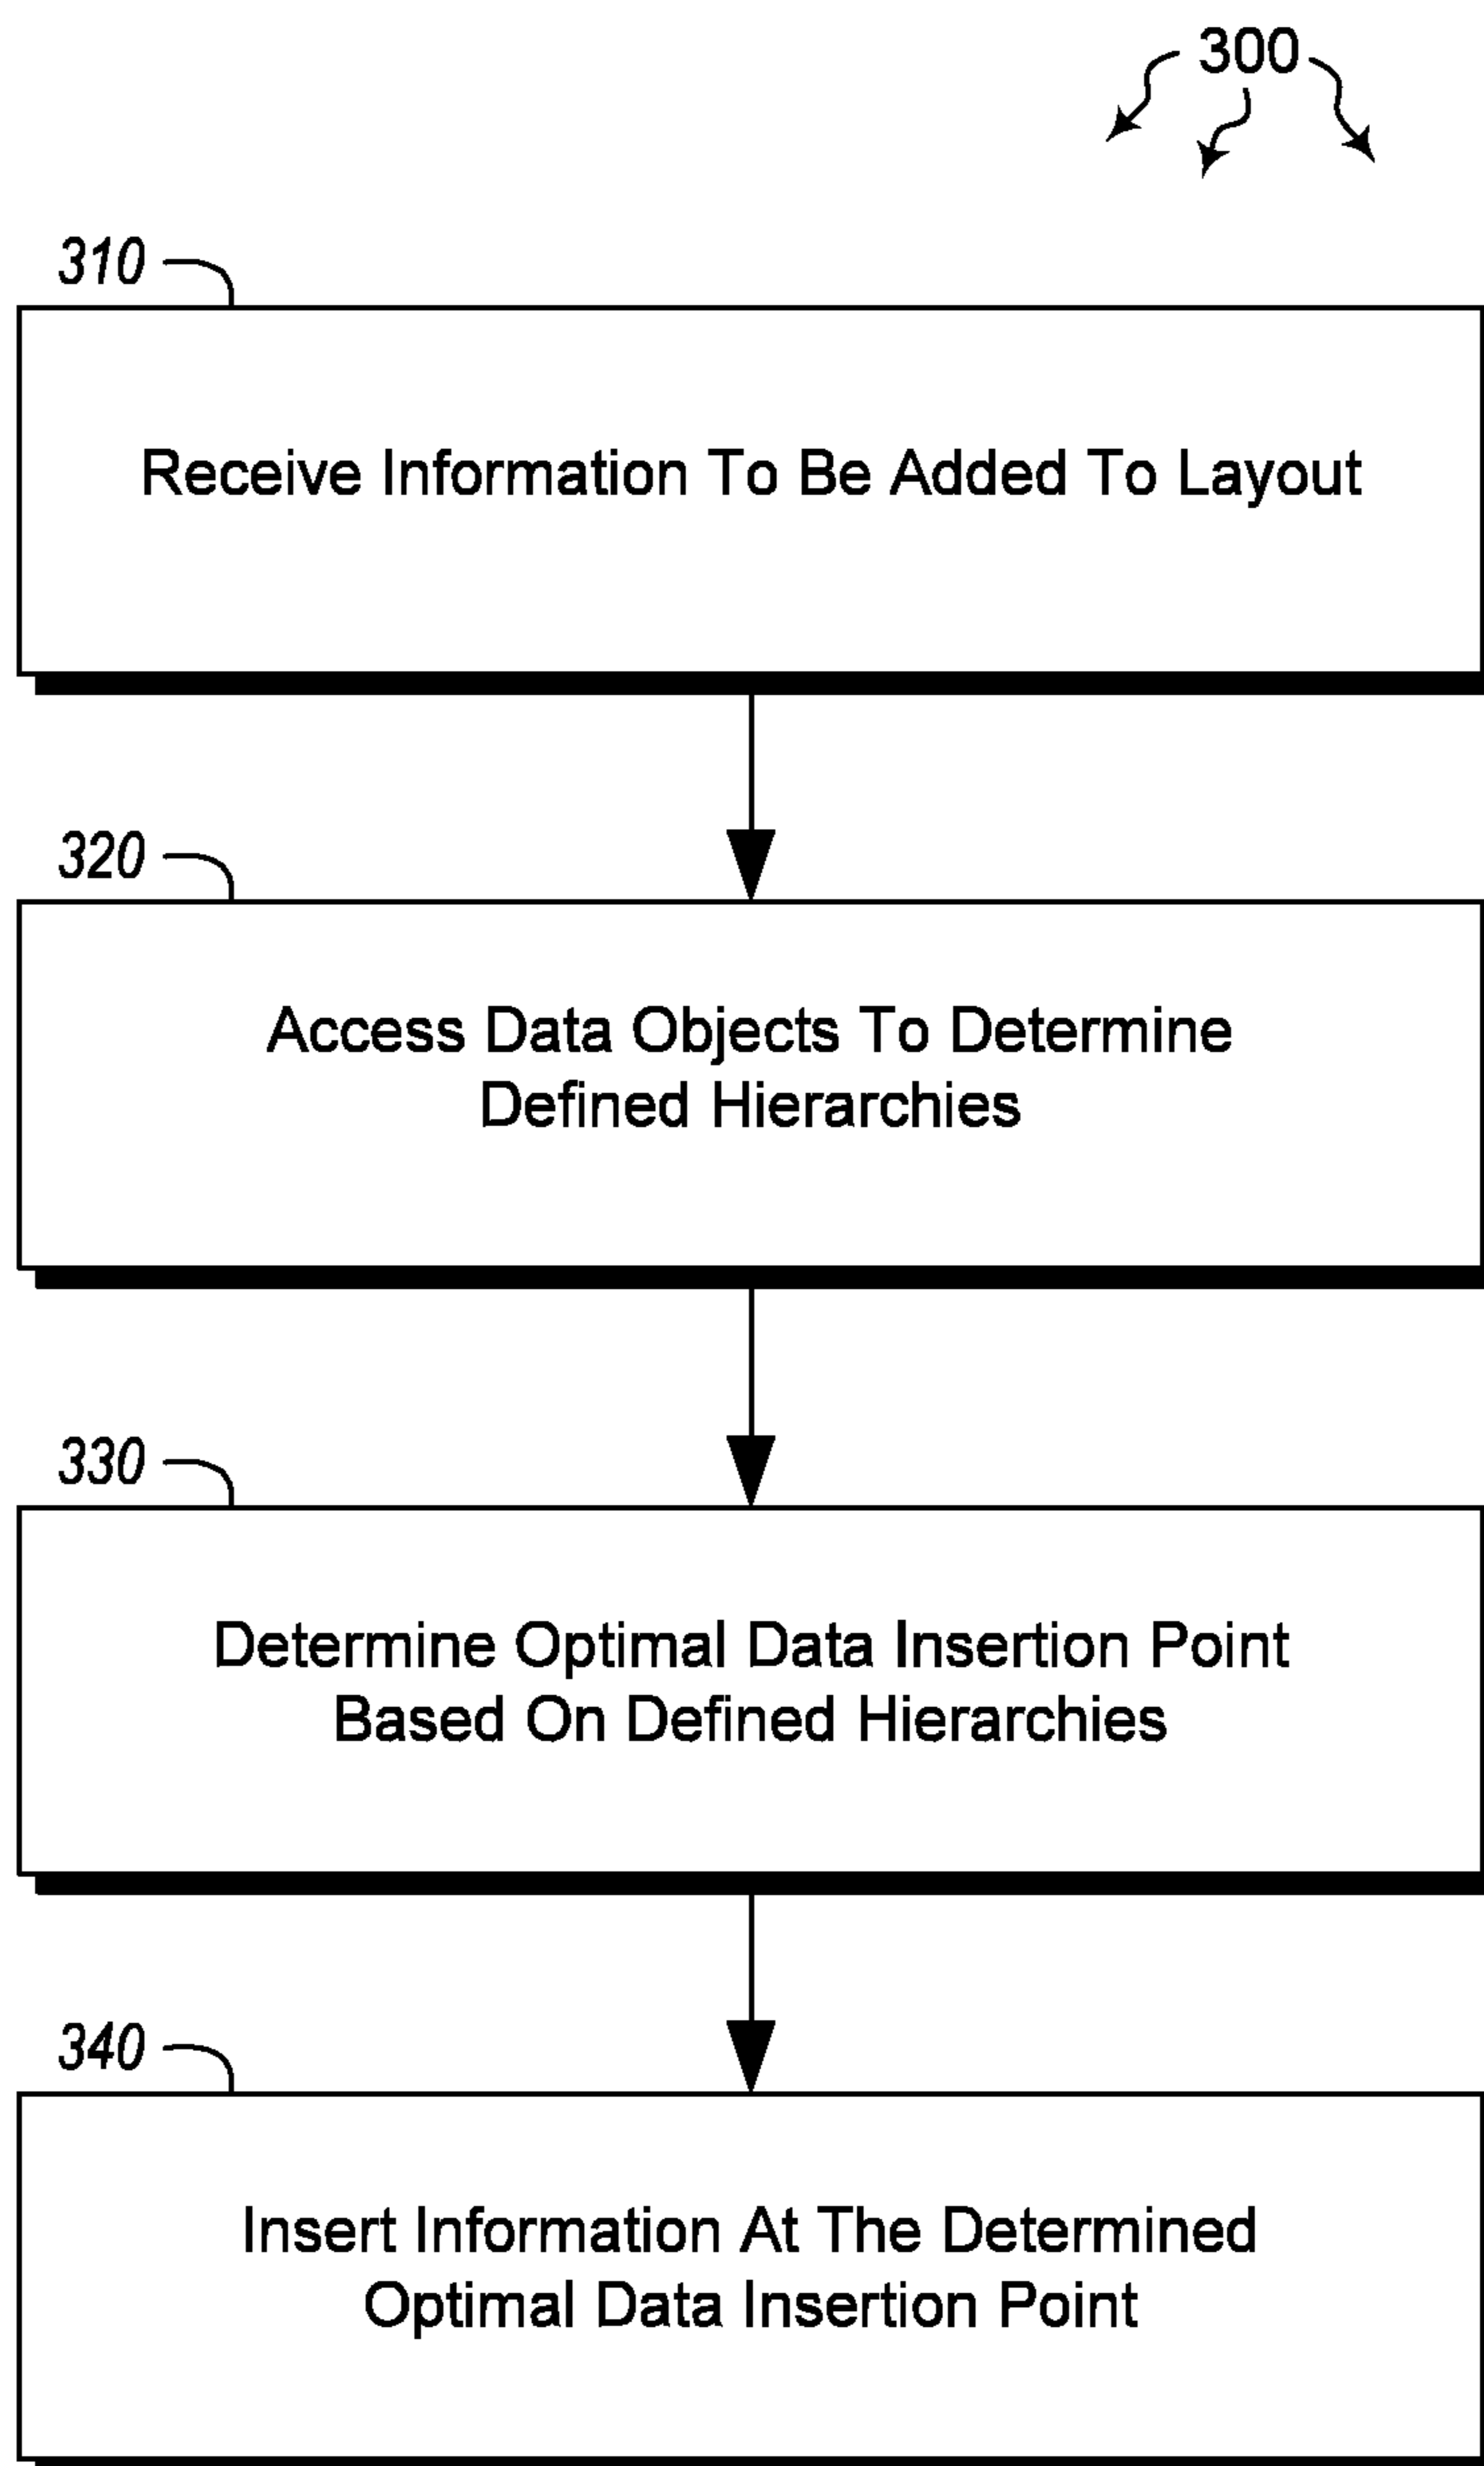 300
310
Receive Information To Be Added To Layout
320
Access Data Objects To Determine
Defined Hierarchies
330
Determine Optimal Data Insertion Point
Based On Defined Hierarchies
340
Insert Information At The Determined
Optimal Data Insertion Point